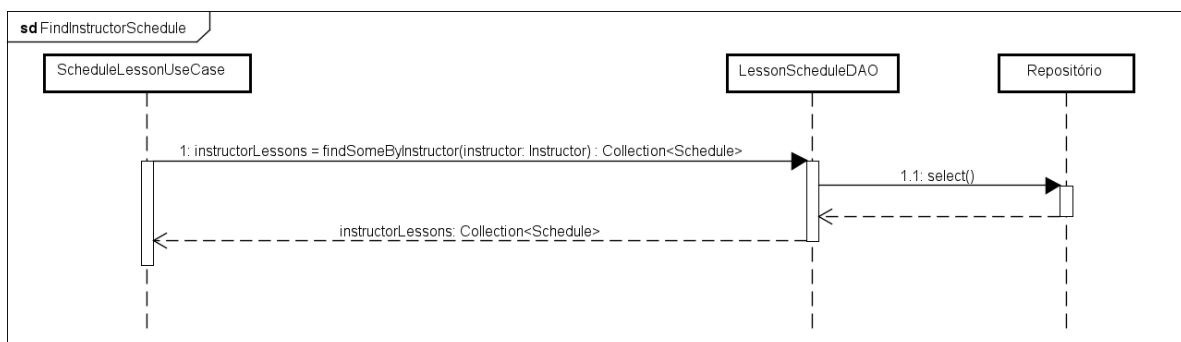 sd FindInstructorSchedule
ScheduleLessonUseCase
LessonScheduleDAO
Repositório
1: instructorLessons = findSomeByInstructor(instructor: Instructor) : Collection<Schedule>
1.1: select()
instructorLessons: Collection<Schedule>